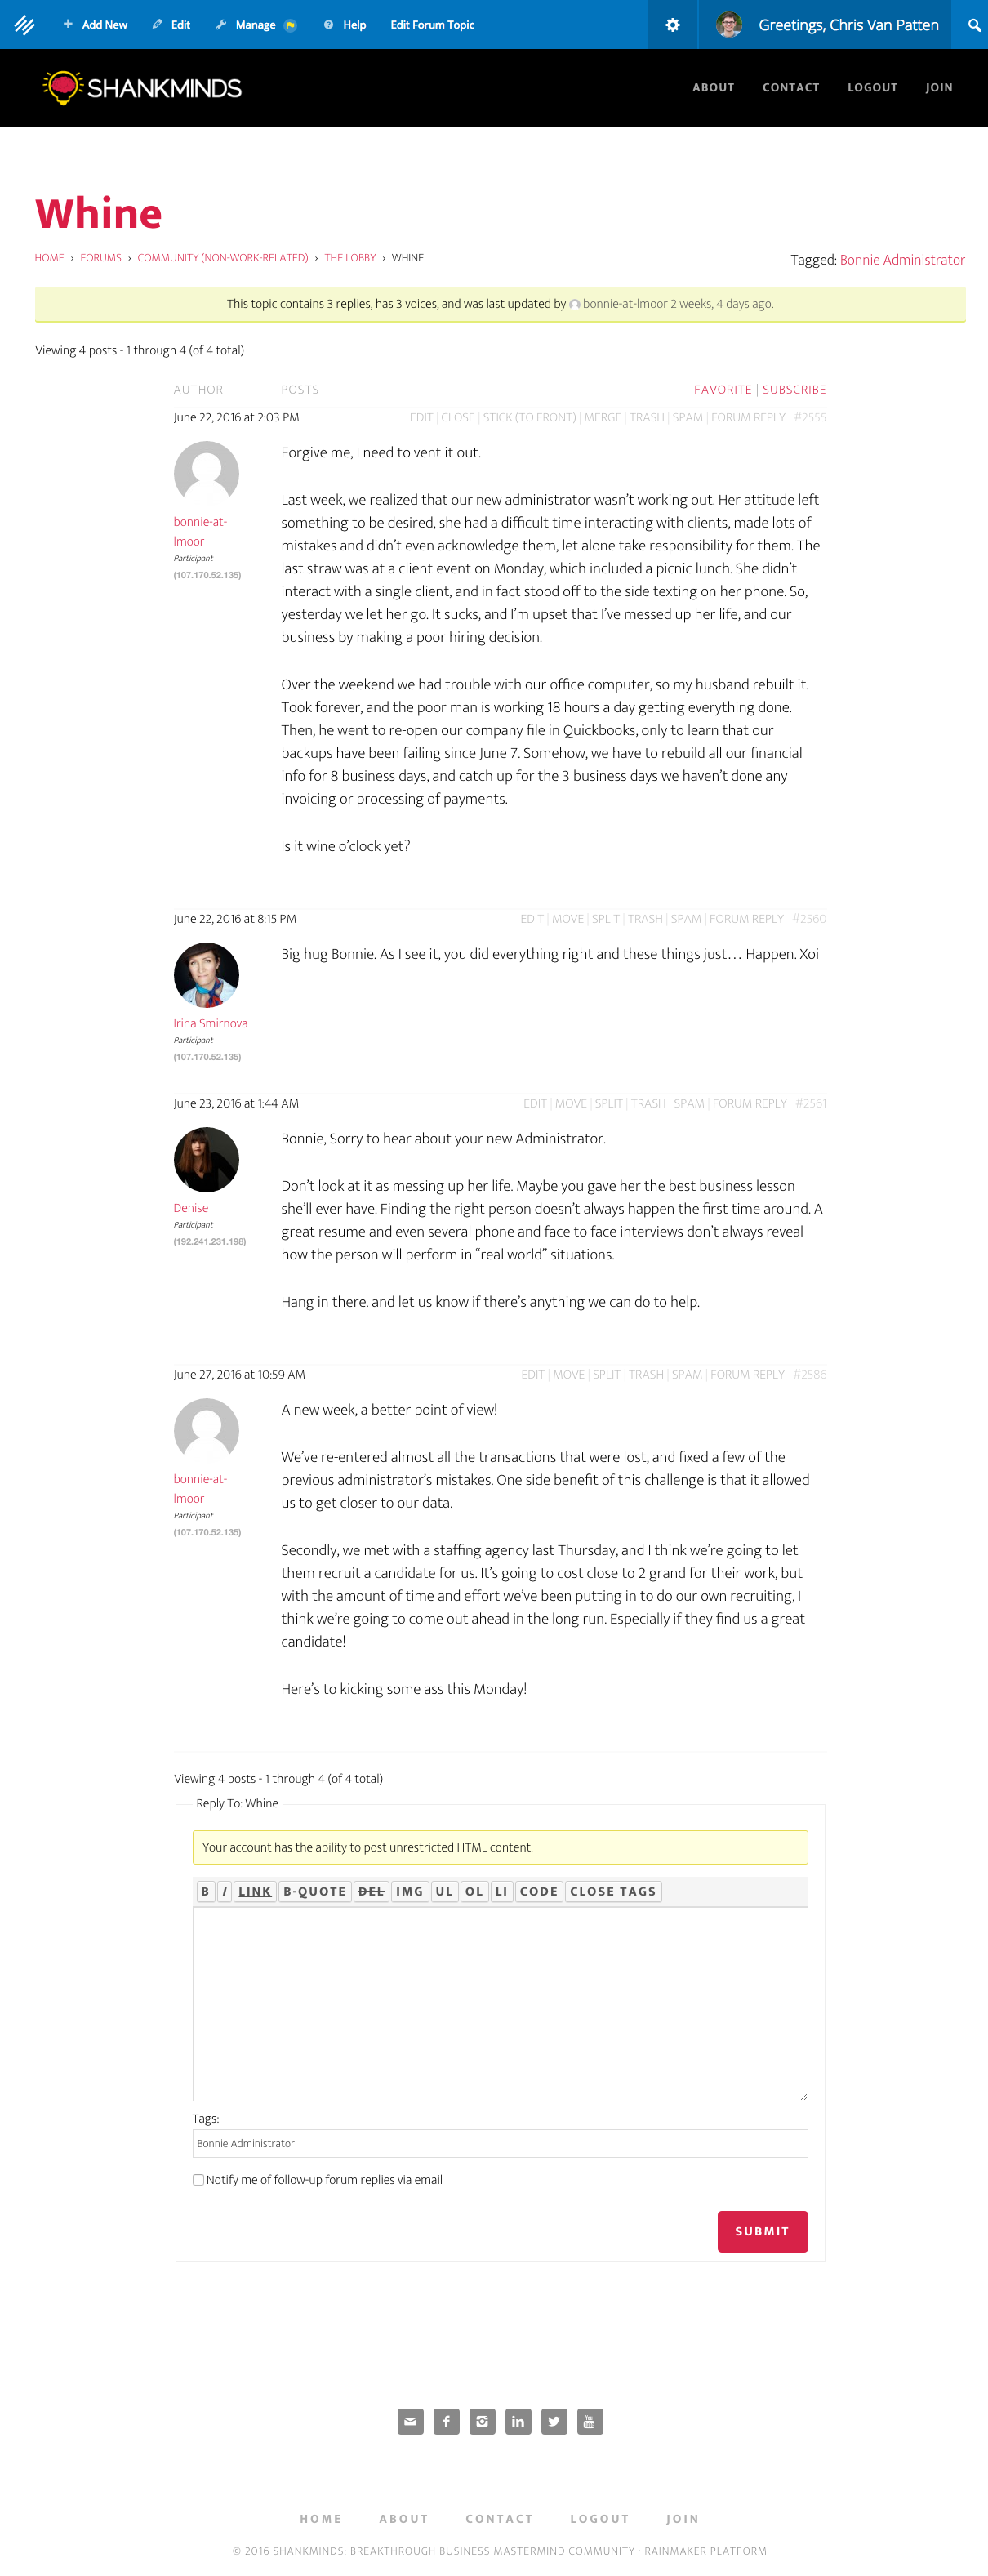 Add New Edit Manage Help Edit Forum Topic Greetings, Chris Van Patten
SHANKMINDS ABOUT CONTACT LOGOUT JOIN
Whine
HOME › FORUMS › COMMUNITY (NON-WORK-RELATED) › THE LOBBY › WHINE
Tagged: Bonnie Administrator
This topic contains 3 replies, has 3 voices, and was last updated by bonnie-at-lmoor 2 weeks, 4 days ago.
Viewing 4 posts - 1 through 4 (of 4 total)
AUTHOR POSTS FAVORITE | SUBSCRIBE
June 22, 2016 at 2:03 PM EDIT | CLOSE | STICK (TO FRONT) | MERGE | TRASH | SPAM | FORUM REPLY #2555
bonnie-at-
lmoor
Participant
(107.170.52.135)
Forgive me, I need to vent it out.
Last week, we realized that our new administrator wasn’t working out. Her attitude left
something to be desired, she had a difficult time interacting with clients, made lots of
mistakes and didn’t even acknowledge them, let alone take responsibility for them. The
last straw was at a client event on Monday, which included a picnic lunch. She didn’t
interact with a single client, and in fact stood off to the side texting on her phone. So,
yesterday we let her go. It sucks, and I’m upset that I’ve messed up her life, and our
business by making a poor hiring decision.
Over the weekend we had trouble with our office computer, so my husband rebuilt it.
Took forever, and the poor man is working 18 hours a day getting everything done.
Then, he went to re-open our company file in Quickbooks, only to learn that our
backups have been failing since June 7. Somehow, we have to rebuild all our financial
info for 8 business days, and catch up for the 3 business days we haven’t done any
invoicing or processing of payments.
Is it wine o’clock yet?
June 22, 2016 at 8:15 PM EDIT | MOVE | SPLIT | TRASH | SPAM | FORUM REPLY #2560
Irina Smirnova
Participant
(107.170.52.135)
Big hug Bonnie. As I see it, you did everything right and these things just… Happen. Xoi
June 23, 2016 at 1:44 AM EDIT | MOVE | SPLIT | TRASH | SPAM | FORUM REPLY #2561
Denise
Participant
(192.241.231.198)
Bonnie, Sorry to hear about your new Administrator.
Don’t look at it as messing up her life. Maybe you gave her the best business lesson
she’ll ever have. Finding the right person doesn’t always happen the first time around. A
great resume and even several phone and face to face interviews don’t always reveal
how the person will perform in “real world” situations.
Hang in there. and let us know if there’s anything we can do to help.
June 27, 2016 at 10:59 AM EDIT | MOVE | SPLIT | TRASH | SPAM | FORUM REPLY #2586
bonnie-at-
lmoor
Participant
(107.170.52.135)
A new week, a better point of view!
We’ve re-entered almost all the transactions that were lost, and fixed a few of the
previous administrator’s mistakes. One side benefit of this challenge is that it allowed
us to get closer to our data.
Secondly, we met with a staffing agency last Thursday, and I think we’re going to let
them recruit a candidate for us. It’s going to cost close to 2 grand for their work, but
with the amount of time and effort we’ve been putting in to do our own recruiting, I
think we’re going to come out ahead in the long run. Especially if they find us a great
candidate!
Here’s to kicking some ass this Monday!
Viewing 4 posts - 1 through 4 (of 4 total)
Reply To: Whine
Your account has the ability to post unrestricted HTML content.
B I LINK B-QUOTE DEL IMG UL OL LI CODE CLOSE TAGS
Tags:
Bonnie Administrator
Notify me of follow-up forum replies via email
SUBMIT
HOME ABOUT CONTACT LOGOUT JOIN
© 2016 SHANKMINDS: BREAKTHROUGH BUSINESS MASTERMIND COMMUNITY · RAINMAKER PLATFORM